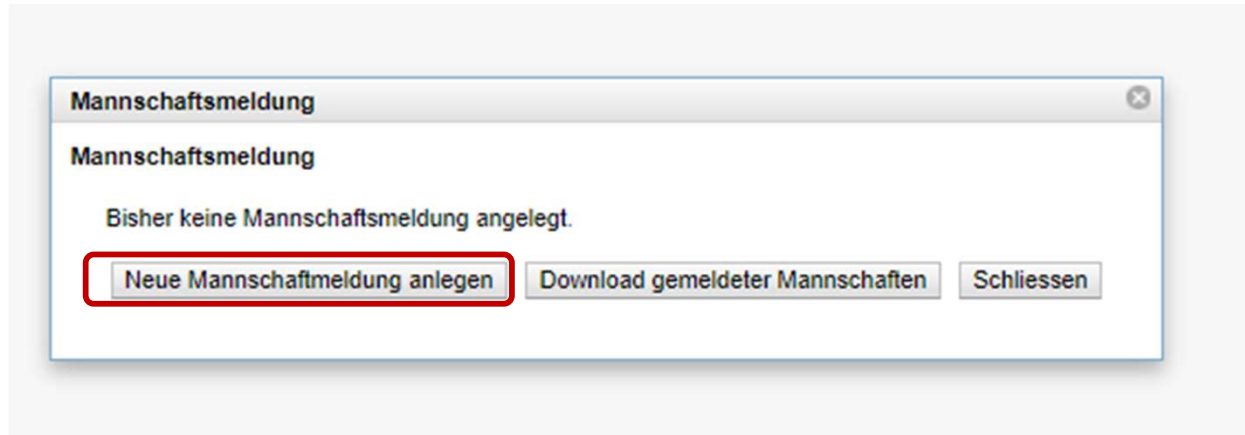 Mannschaftsmeldung
Mannschaftsmeldung
Bisher keine Mannschaftsmeldung angelegt.
Neue Mannschaftmeldung anlegen Download gemeldeter Mannschaften Schliessen